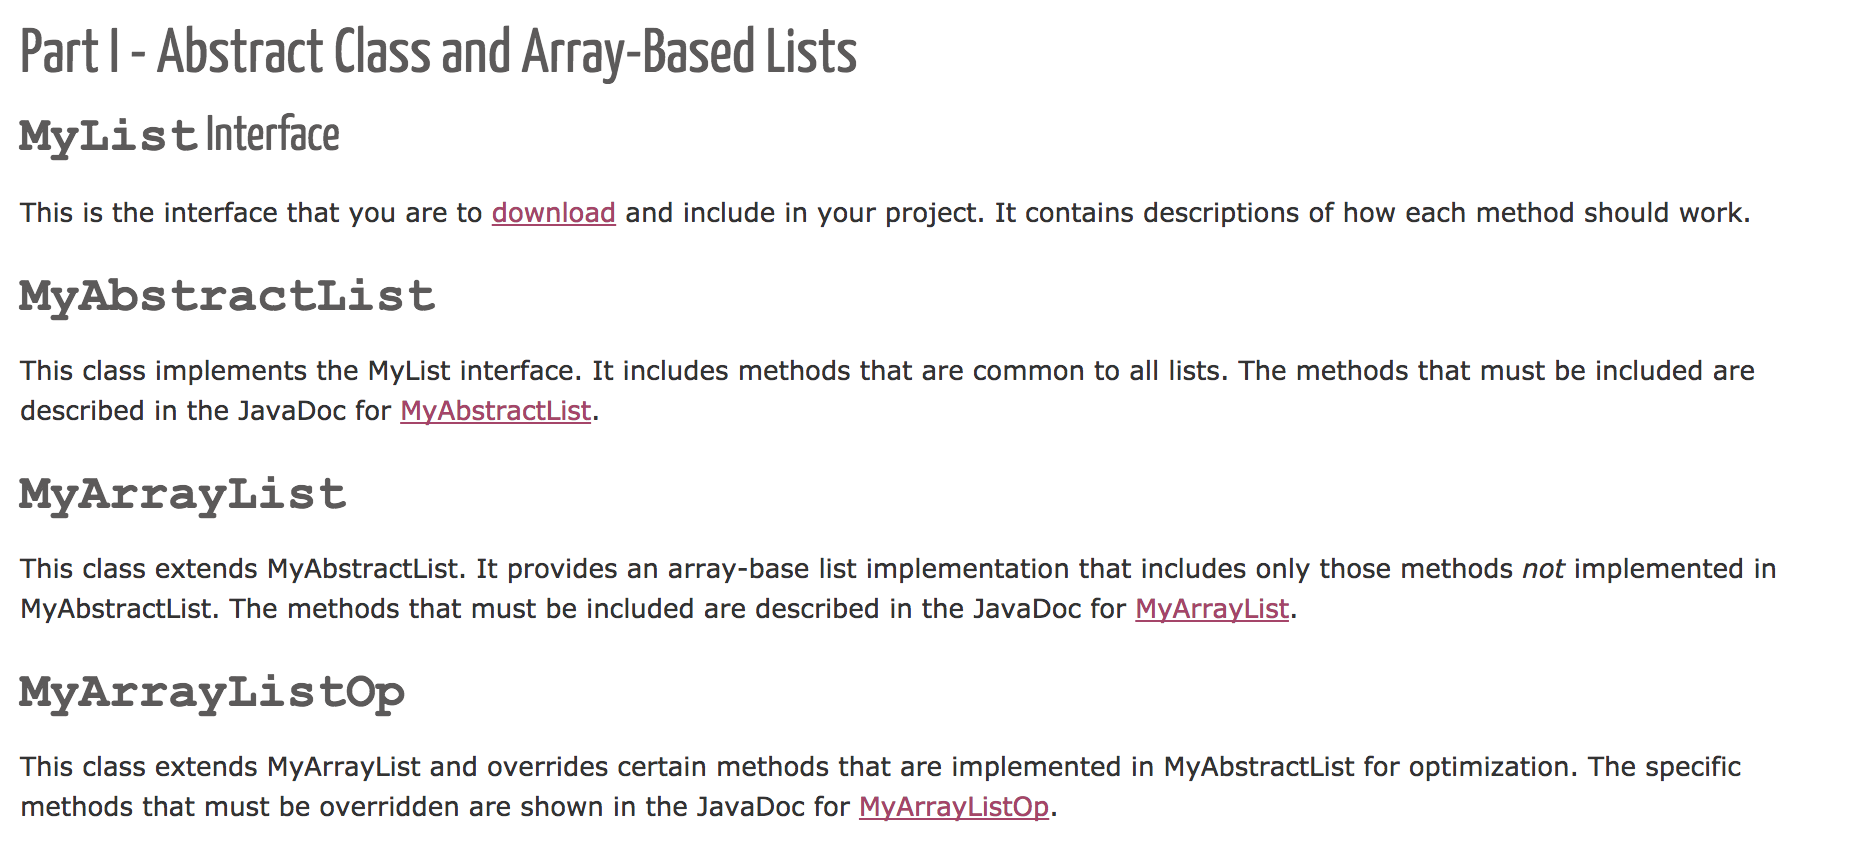 Part I - Abstract Class and Array-Based Lists
MyList Interface
This is the interface that you are to download and include in your project. It contains descriptions of how each method should work.
MyAbstractList
This class implements the MyList interface. It includes methods that are common to all lists. The methods that must be included are
described in the JavaDoc for MyAbstractList.
MyArrayList
This class extends MyAbstractList. It provides an array-base list implementation that includes only those methods not implemented in
MyAbstractList. The methods that must be included are described in the JavaDoc for MyArrayList.
MyArrayListOp
This class extends MyArrayList and overrides certain methods that are implemented in MyAbstractList for optimization. The specific
methods that must be overridden are shown in the JavaDoc for MyArrayListOp.